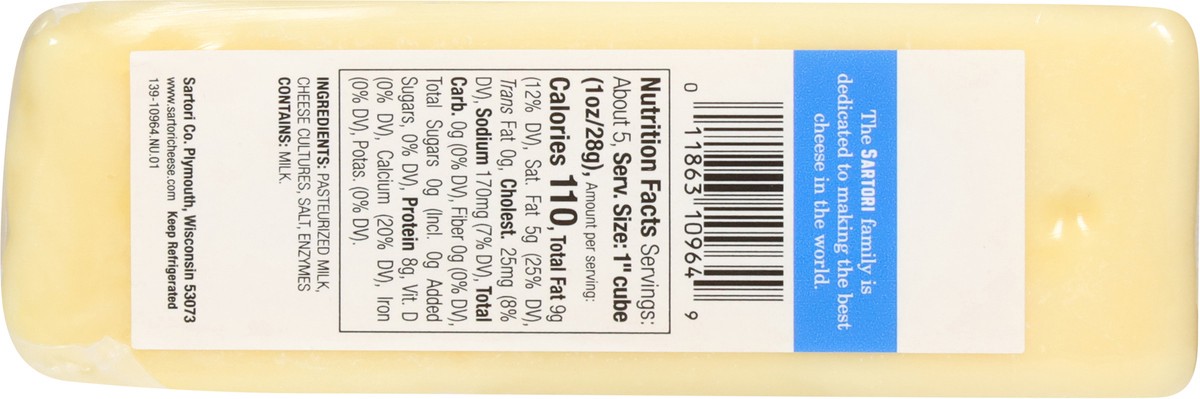 The SARTORI family is
dedicated to making the best
cheese in the world.
0 11863 10964 9
Nutrition Facts Servings:
About 5, Serv. Size: 1" cube
(1oz/28g), Amount per serving:
Calories 110, Total Fat 9g
(12% DV), Sat. Fat 5g (25% DV),
Trans Fat 0g, Cholest. 25mg (8%
DV), Sodium 170mg (7% DV), Total
Carb. 0g (0% DV), Fiber 0g (0% DV),
Total Sugars 0g (Incl. 0g Added
Sugars, 0% DV), Protein 8g, Vit. D
(0% DV), Calcium (20% DV), Iron
(0% DV), Potas. (0% DV).
INGREDIENTS: PASTEURIZED MILK,
CHEESE CULTURES, SALT, ENZYMES
CONTAINS: MILK.
Sartori Co. Plymouth, Wisconsin 53073
www.sartoricheese.com Keep Refrigerated
139-10964.NU.01